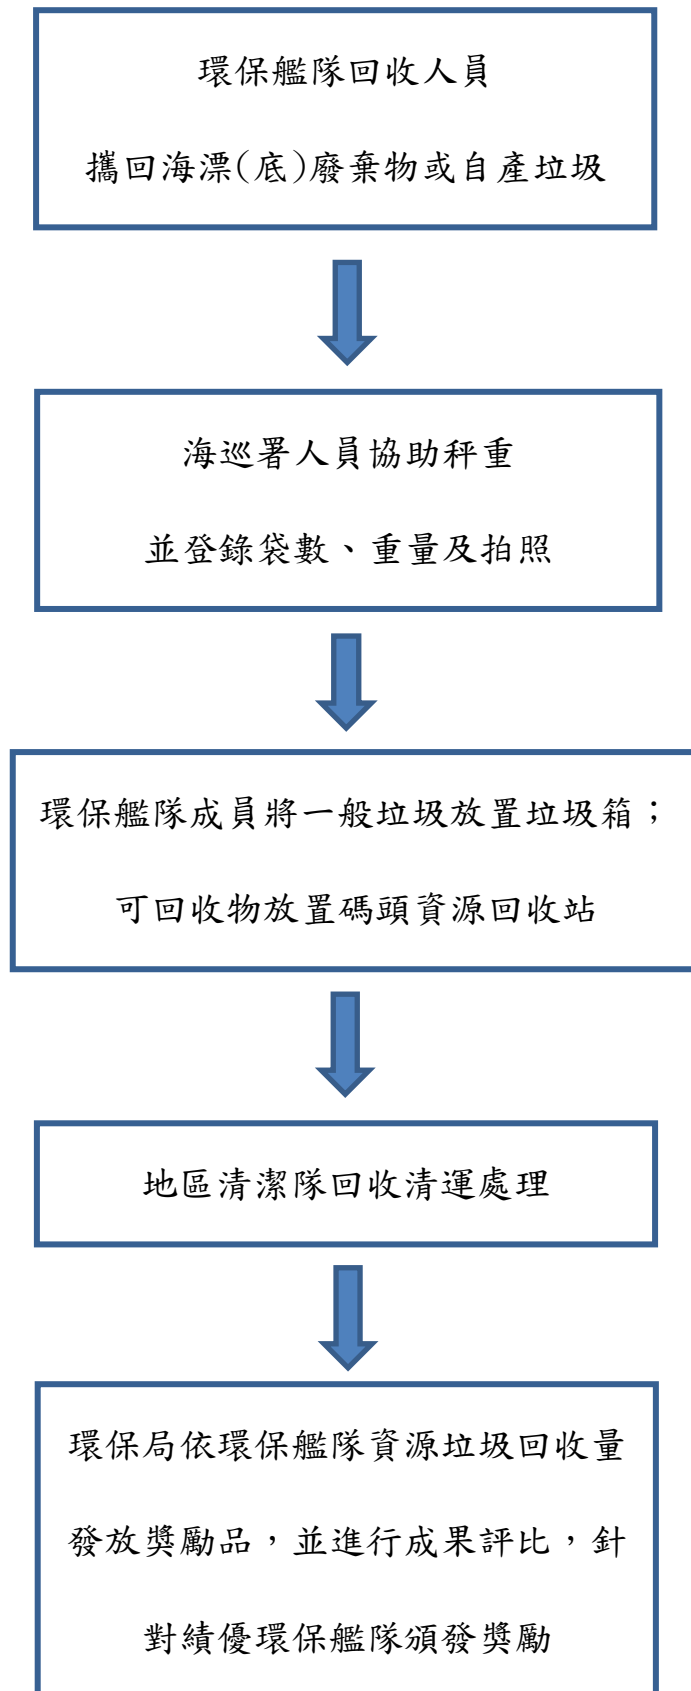 環保艦隊回收人員
攜回海漂(底)廢棄物或自產垃圾
海巡署人員協助秤重
並登錄袋數、重量及拍照
環保艦隊成員將一般垃圾放置垃圾箱；
可回收物放置碼頭資源回收站
地區清潔隊回收清運處理
環保局依環保艦隊資源垃圾回收量
發放獎勵品，並進行成果評比，針
對績優環保艦隊頒發獎勵